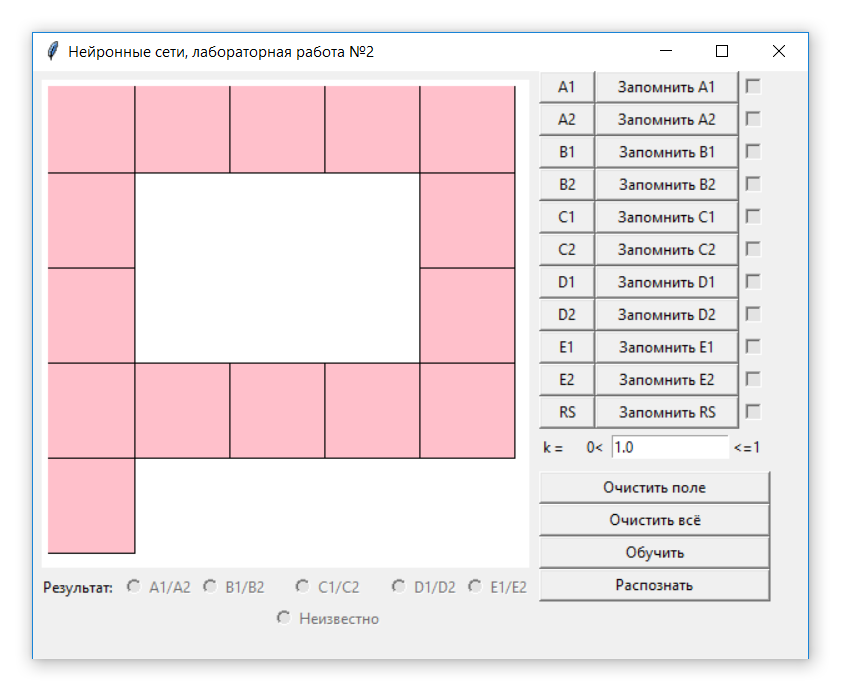 Нейронные сети, лабораторная работа №2
A1 Запомнить A1
A2 Запомнить A2
B1 Запомнить B1
B2 Запомнить B2
C1 Запомнить C1
C2 Запомнить C2
D1 Запомнить D1
D2 Запомнить D2
E1 Запомнить E1
E2 Запомнить E2
RS Запомнить RS
k = 0< 1.0 <=1
Очистить поле
Очистить всё
Обучить
Распознать
Результат: A1/A2 B1/B2 C1/C2 D1/D2 E1/E2
Неизвестно